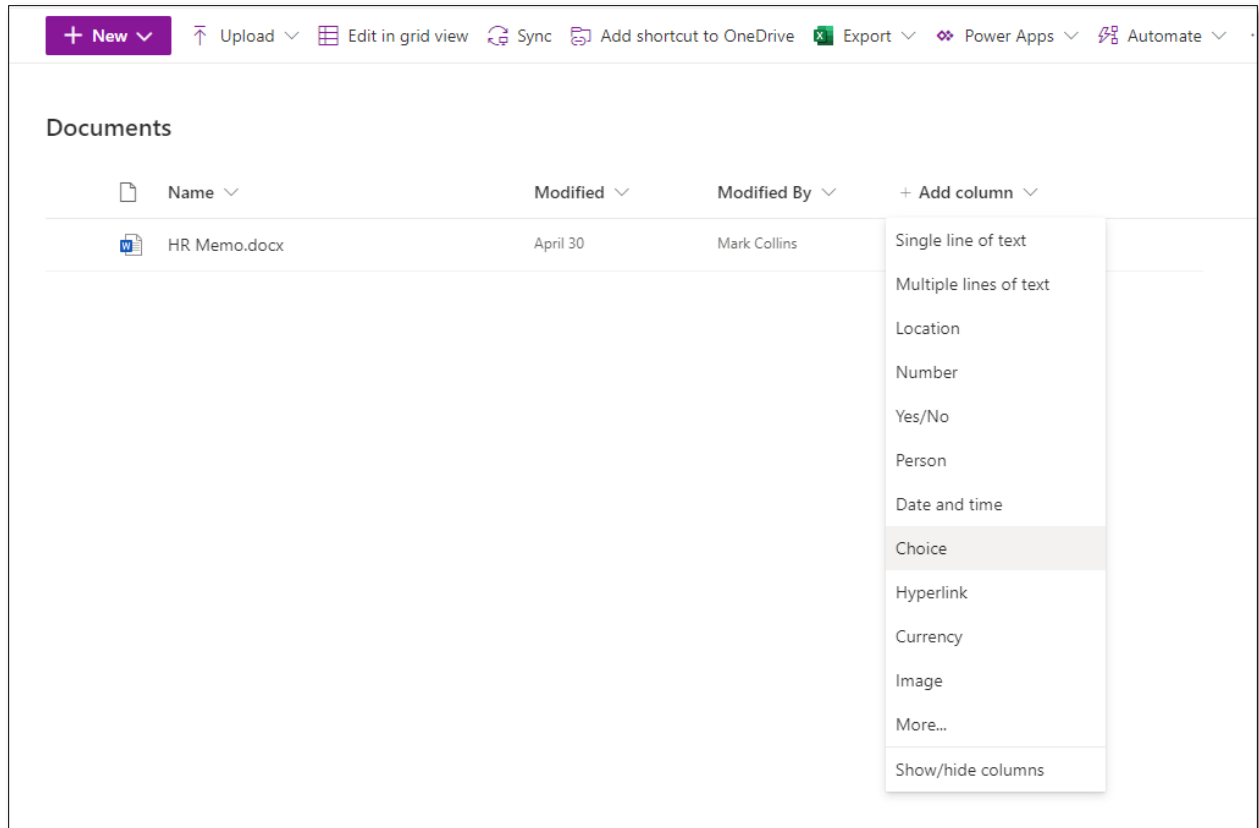 New Upload Edit in grid view Sync Add shortcut to OneDrive Export Power Apps Automate
Documents
Name Modified Modified By + Add column
HR Memo.docx April 30 Mark Collins
Single line of text
Multiple lines of text
Location
Number
Yes/No
Person
Date and time
Choice
Hyperlink
Currency
Image
More...
Show/hide columns